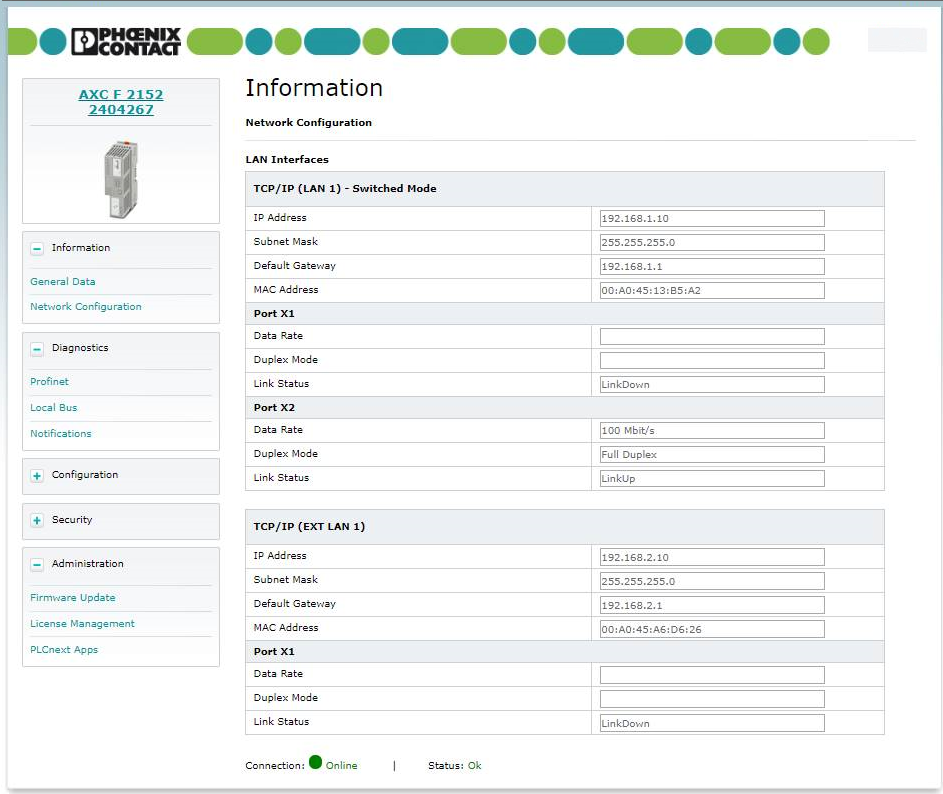 PHŒNIX
CONTACT
AXC F 2152
2404267
Information
General Data
Network Configuration
Diagnostics
Profinet
Local Bus
Notifications
Configuration
Security
Administration
Firmware Update
License Management
PLCnext Apps
Information
Network Configuration
LAN Interfaces
TCP/IP (LAN 1) - Switched Mode
IP Address 192.168.1.10
Subnet Mask 255.255.255.0
Default Gateway 192.168.1.1
MAC Address 00:A0:45:13:B5:A2
Port X1
Data Rate
Duplex Mode
Link Status LinkDown
Port X2
Data Rate 100 Mbit/s
Duplex Mode Full Duplex
Link Status LinkUp
TCP/IP (EXT LAN 1)
IP Address 192.168.2.10
Subnet Mask 255.255.255.0
Default Gateway 192.168.2.1
MAC Address 00:A0:45:A6:D6:26
Port X1
Data Rate
Duplex Mode
Link Status LinkDown
Connection: Online | Status: Ok